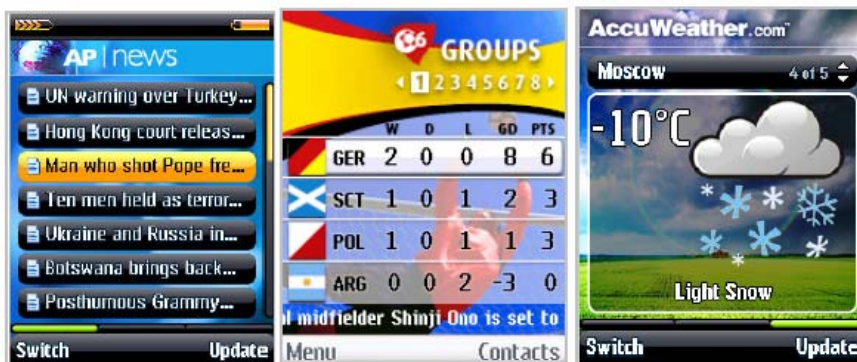 AP | news
UN warning over Turkey...
Hong Kong court releas...
Man who shot Pope fre...
Ten men held as terror...
Ukraine and Russia in...
Botswana brings back...
Posthumous Grammy...
Switch Update
06 GROUPS
1 2 3 4 5 6 7 8
W D L GD PTS
GER 2 0 0 8 6
SCT 1 0 1 2 3
POL 1 0 1 1 3
ARG 0 0 2 -3 0
l midfielder Shinji Ono is set to
Menu Contacts
AccuWeather.com™
Moscow 4 of 5
-10°C
Light Snow
Switch Update